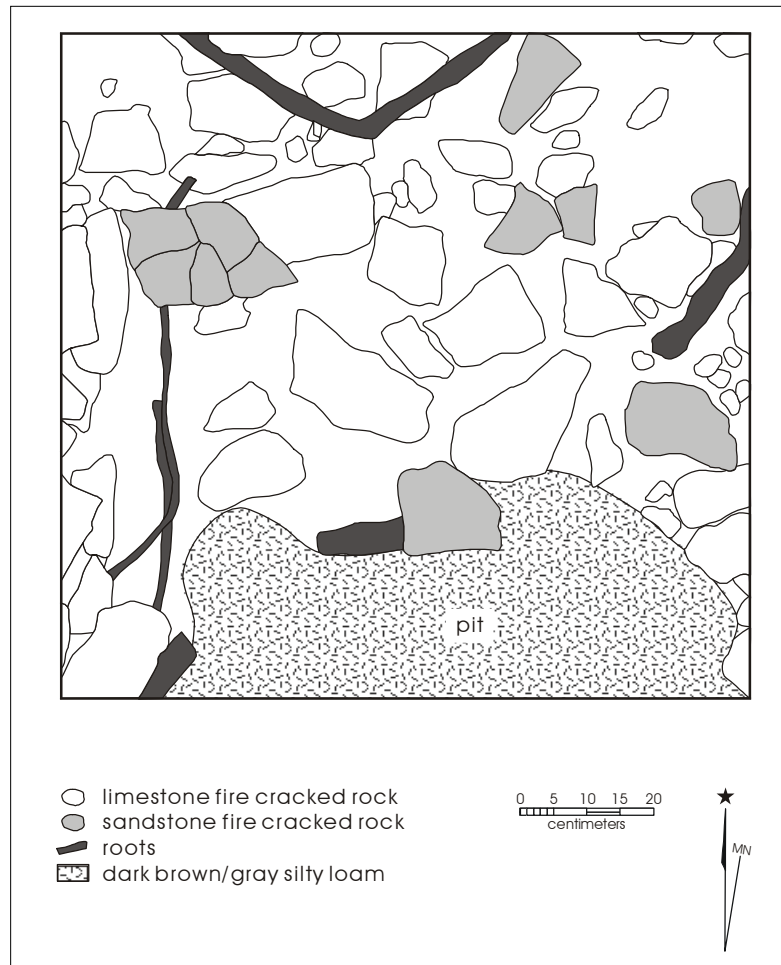 pit
limestone fire cracked rock
sandstone fire cracked rock
roots
dark brown/gray silty loam
0 5 10 15 20
centimeters
MN